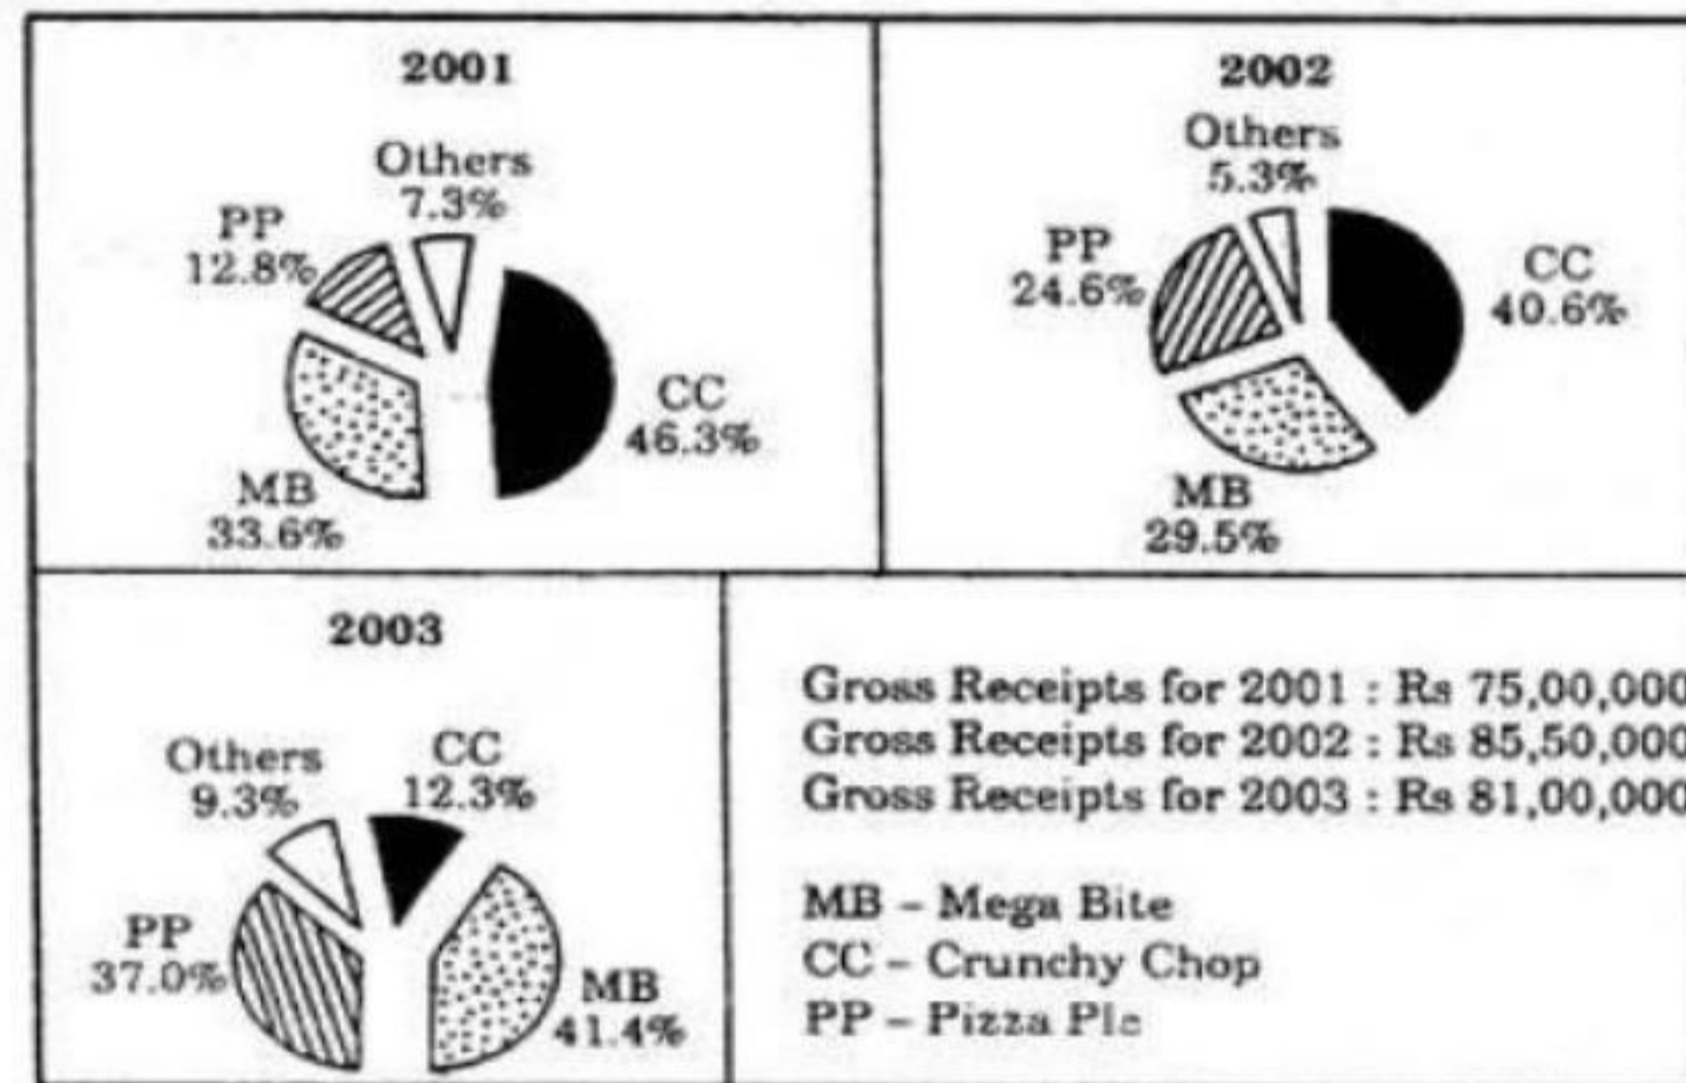 2001
Others
7.3%
PP
12.8%
CC
46.3%
MB
33.6%
2002
Others
5.3%
PP
24.6%
CC
40.6%
MB
29.5%
2003
Others
9.3%
CC
12.3%
PP
37.0%
MB
41.4%
Gross Receipts for 2001 : Rs 75,00,000
Gross Receipts for 2002 : Rs 85,50,000
Gross Receipts for 2003 : Rs 81,00,000
MB – Mega Bite
CC – Crunchy Chop
PP – Pizza